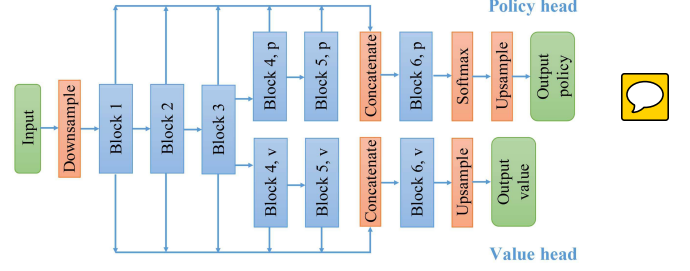 Policy head
Input
Downsample
Block 1
Block 2
Block 3
Block 4, p
Block 5, p
Concatenate
Block 6, p
Softmax
Upsample
Output
policy
Block 4, v
Block 5, v
Concatenate
Block 6, v
Upsample
Output
value
Value head